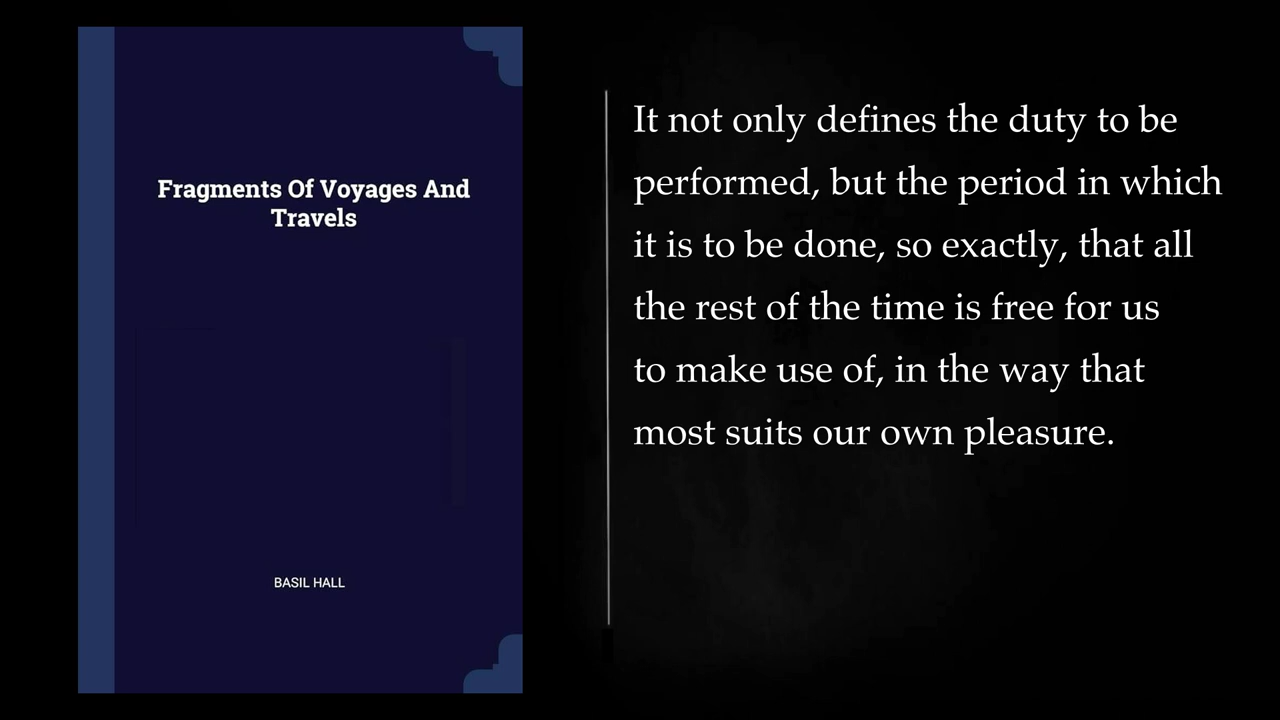 Fragments Of Voyages And
Travels
BASIL HALL
It not only defines the duty to be
performed, but the period in which
it is to be done, so exactly, that all
the rest of the time is free for us
to make use of, in the way that
most suits our own pleasure.